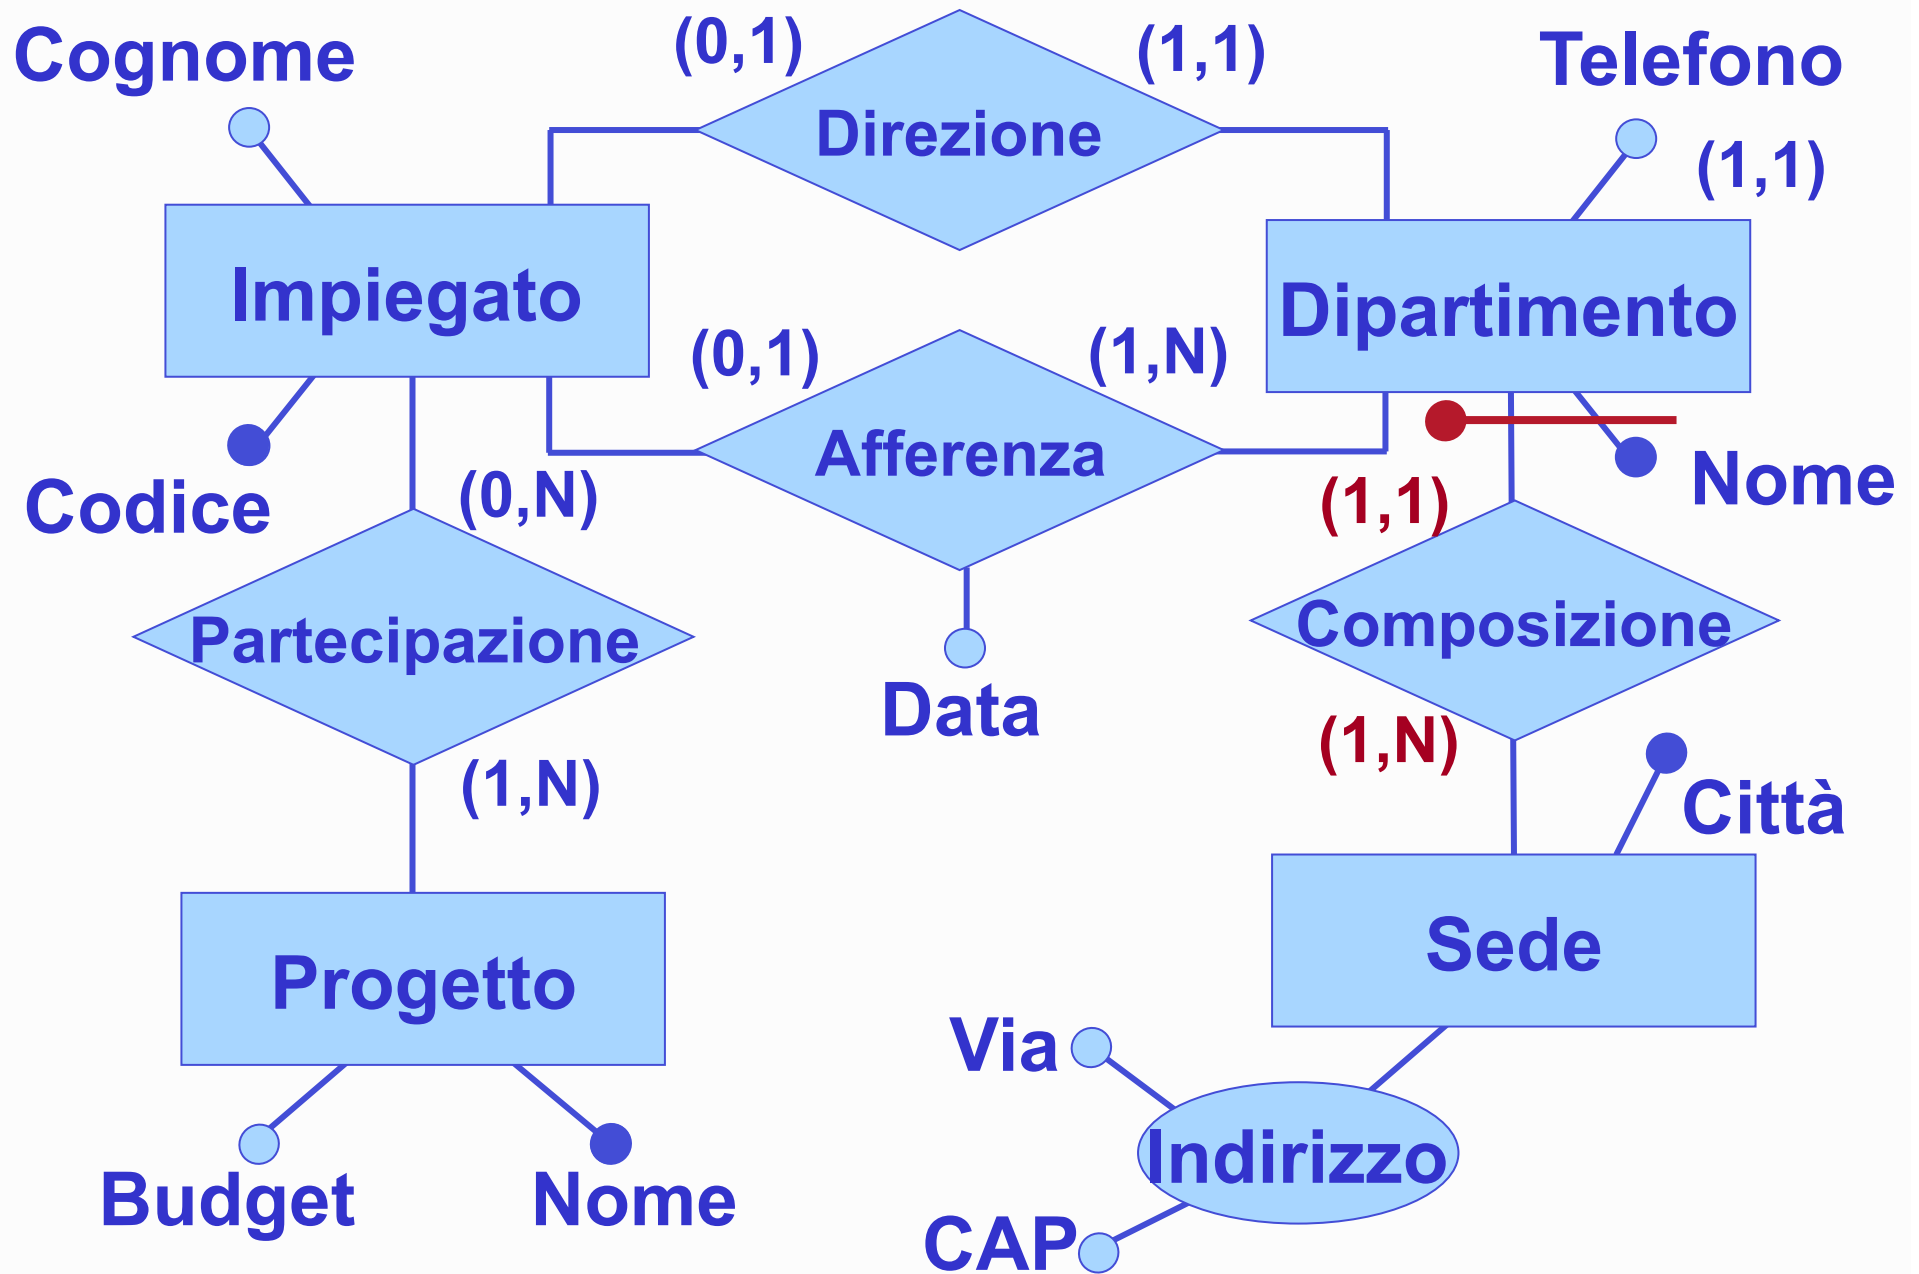 Cognome
(0,1)
(1,1)
Telefono
Direzione
(1,1)
Impiegato
Dipartimento
(0,1)
(1,N)
Afferenza
Codice
(0,N)
(1,1)
Nome
Partecipazione
Composizione
Data
(1,N)
(1,N)
Città
Progetto
Sede
Via
Indirizzo
Budget
Nome
CAP